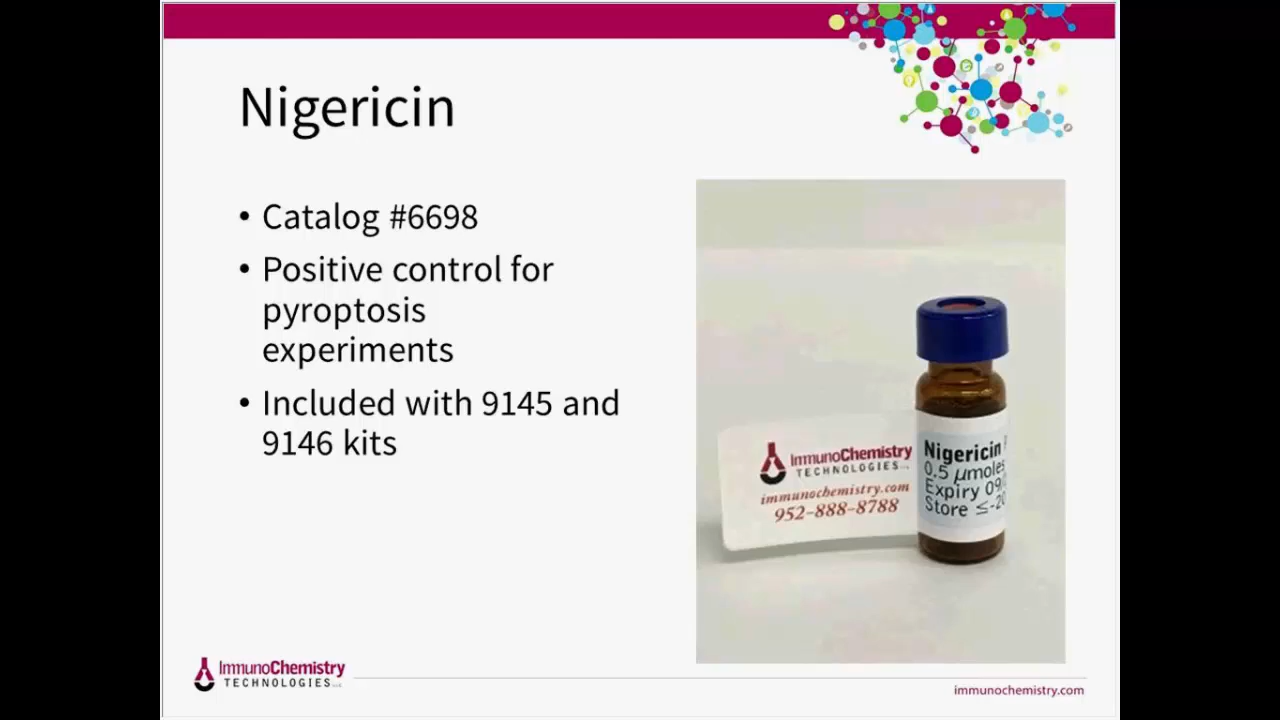 Nigericin
• Catalog #6698
• Positive control for
pyroptosis
experiments
• Included with 9145 and
9146 kits
ImmunoChemistry
TECHNOLOGIES
immunochemistry.com
952-888-8788
Nigericin
0.5 µmoles
Expiry 09/
Store ≤-20
ImmunoChemistry
TECHNOLOGIES
immunochemistry.com